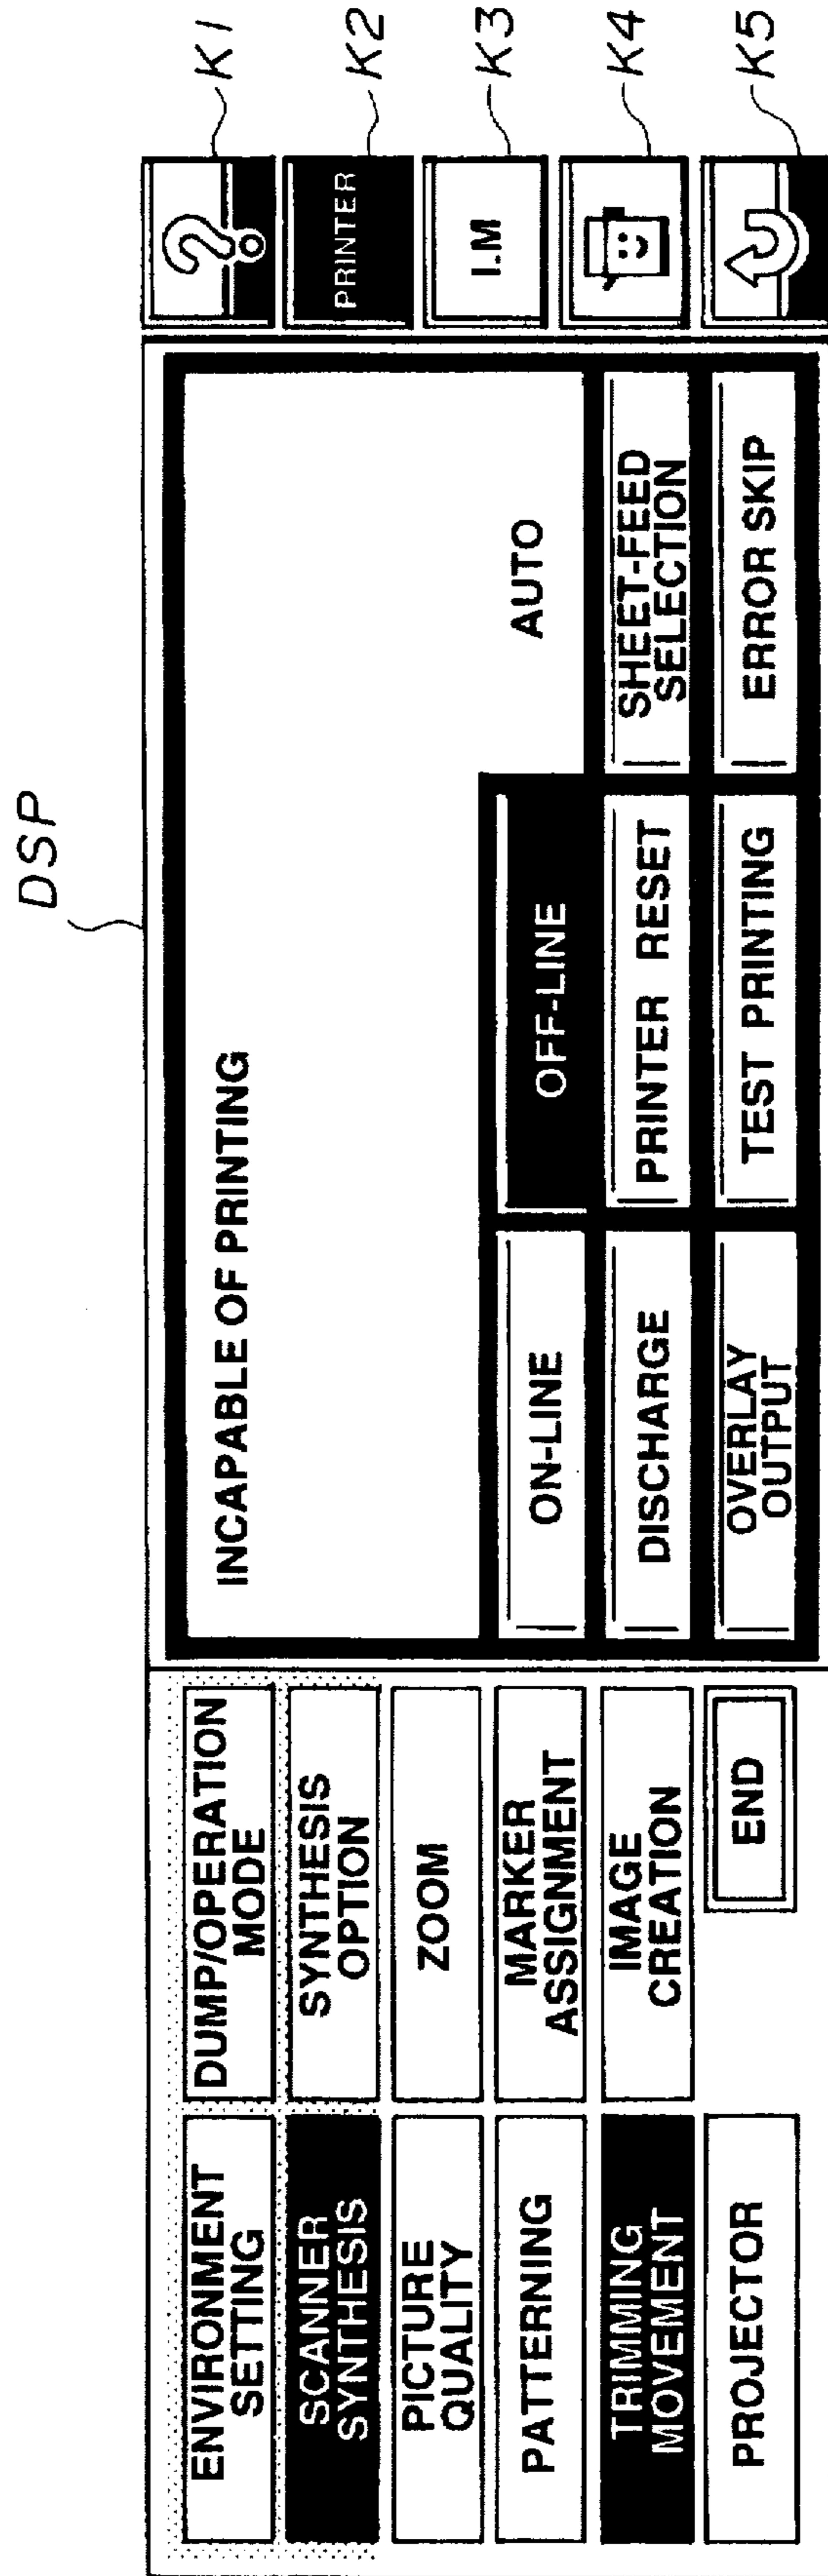 DSP
ENVIRONMENT
SETTING
DUMP/OPERATION
MODE
SCANNER
SYNTHESIS
SYNTHESIS
OPTION
PICTURE
QUALITY
ZOOM
PATTERNING
MARKER
ASSIGNMENT
TRIMMING
MOVEMENT
IMAGE
CREATION
PROJECTOR
END
INCAPABLE OF PRINTING
AUTO
ON-LINE
OFF-LINE
DISCHARGE
PRINTER RESET
SHEET-FEED
SELECTION
OVERLAY
OUTPUT
TEST PRINTING
ERROR SKIP
?
K1
PRINTER
K2
I.M
K3
K4
K5